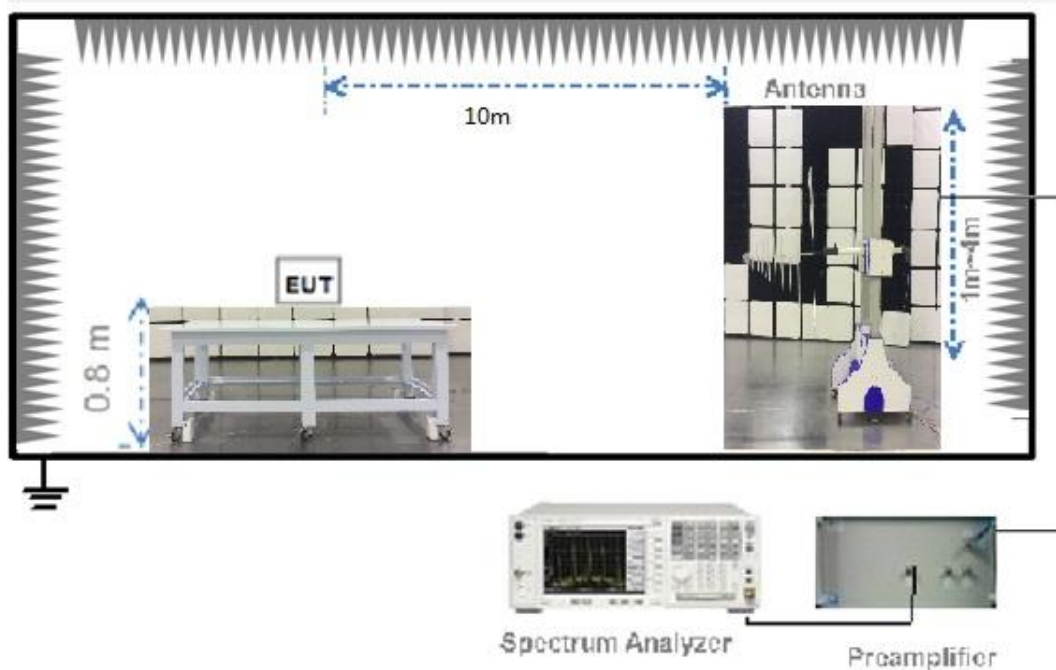 Antenna
10m
1m~4m
EUT
0.8 m
Spectrum Analyzer
Preamplifier